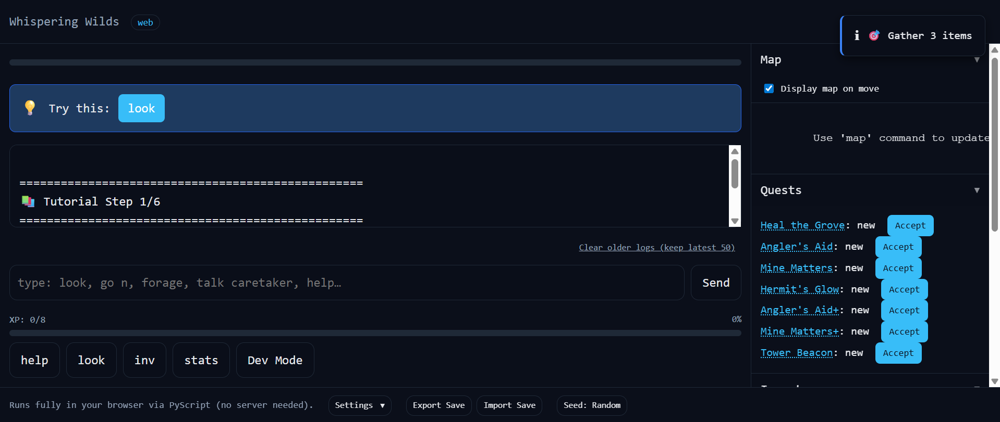 Whispering Wilds web
ℹ 🎯 Gather 3 items
💡 Try this: look
==================================================
📚 Tutorial Step 1/6
==================================================
Clear older logs (keep latest 50)
type: look, go n, forage, talk caretaker, help…
Send
XP: 0/8
0%
help look inv stats Dev Mode
Map ▼
Display map on move
Use 'map' command to update
Quests ▼
Heal the Grove: new Accept
Angler's Aid: new Accept
Mine Matters: new Accept
Hermit's Glow: new Accept
Angler's Aid+: new Accept
Mine Matters+: new Accept
Tower Beacon: new Accept
Runs fully in your browser via PyScript (no server needed). Settings ▼ Export Save Import Save Seed: Random